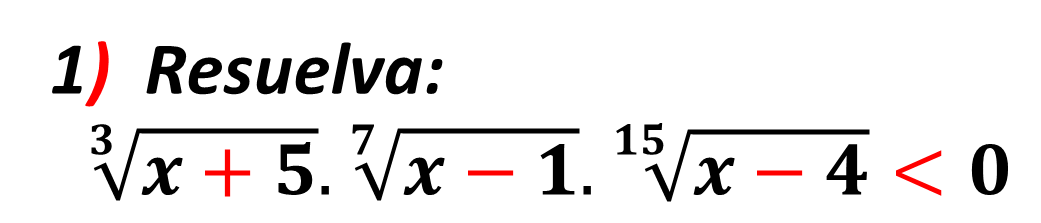 1) Resuelva:
∛x + 5. ⁷√x − 1. ¹⁵√x − 4 < 0